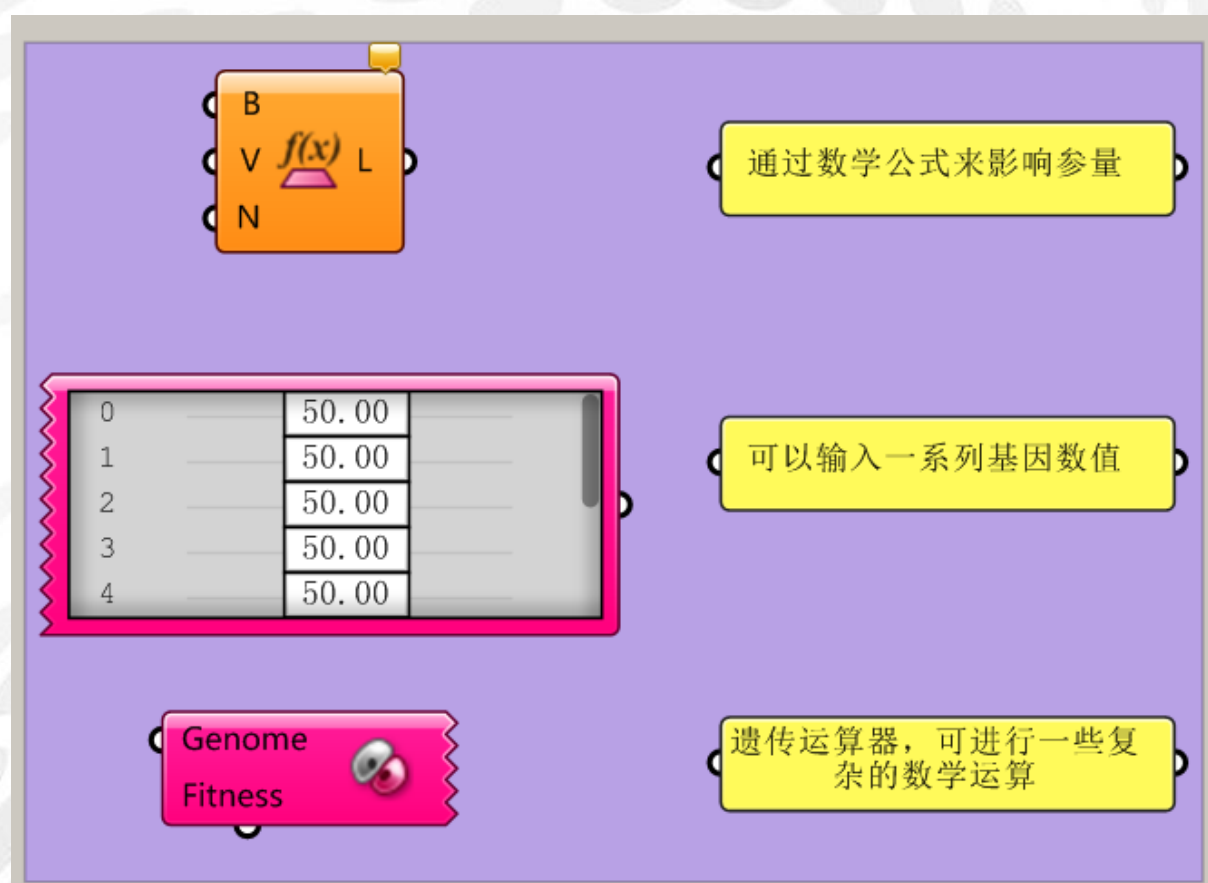 B
V f(x) L
N
通过数学公式来影响参量
0 50.00
1 50.00
2 50.00
3 50.00
4 50.00
可以输入一系列基因数值
Genome
Fitness
遗传运算器，可进行一些复
杂的数学运算